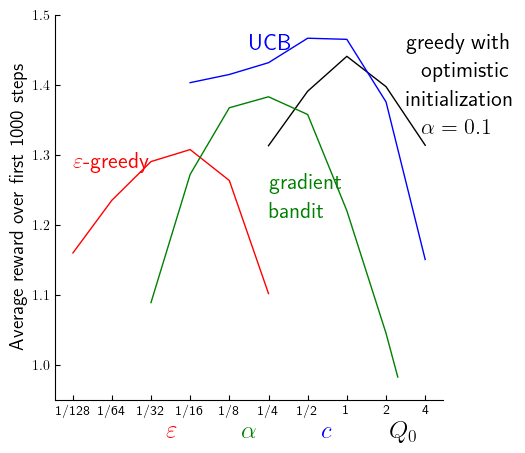 1.5
UCB
greedy with
optimistic
initialization
α = 0.1
1.4
1.3
ε-greedy
gradient
bandit
1.2
1.1
1.0
Average reward over first 1000 steps
1/128 1/64 1/32 1/16 1/8 1/4 1/2 1 2 4
ε α c Q₀